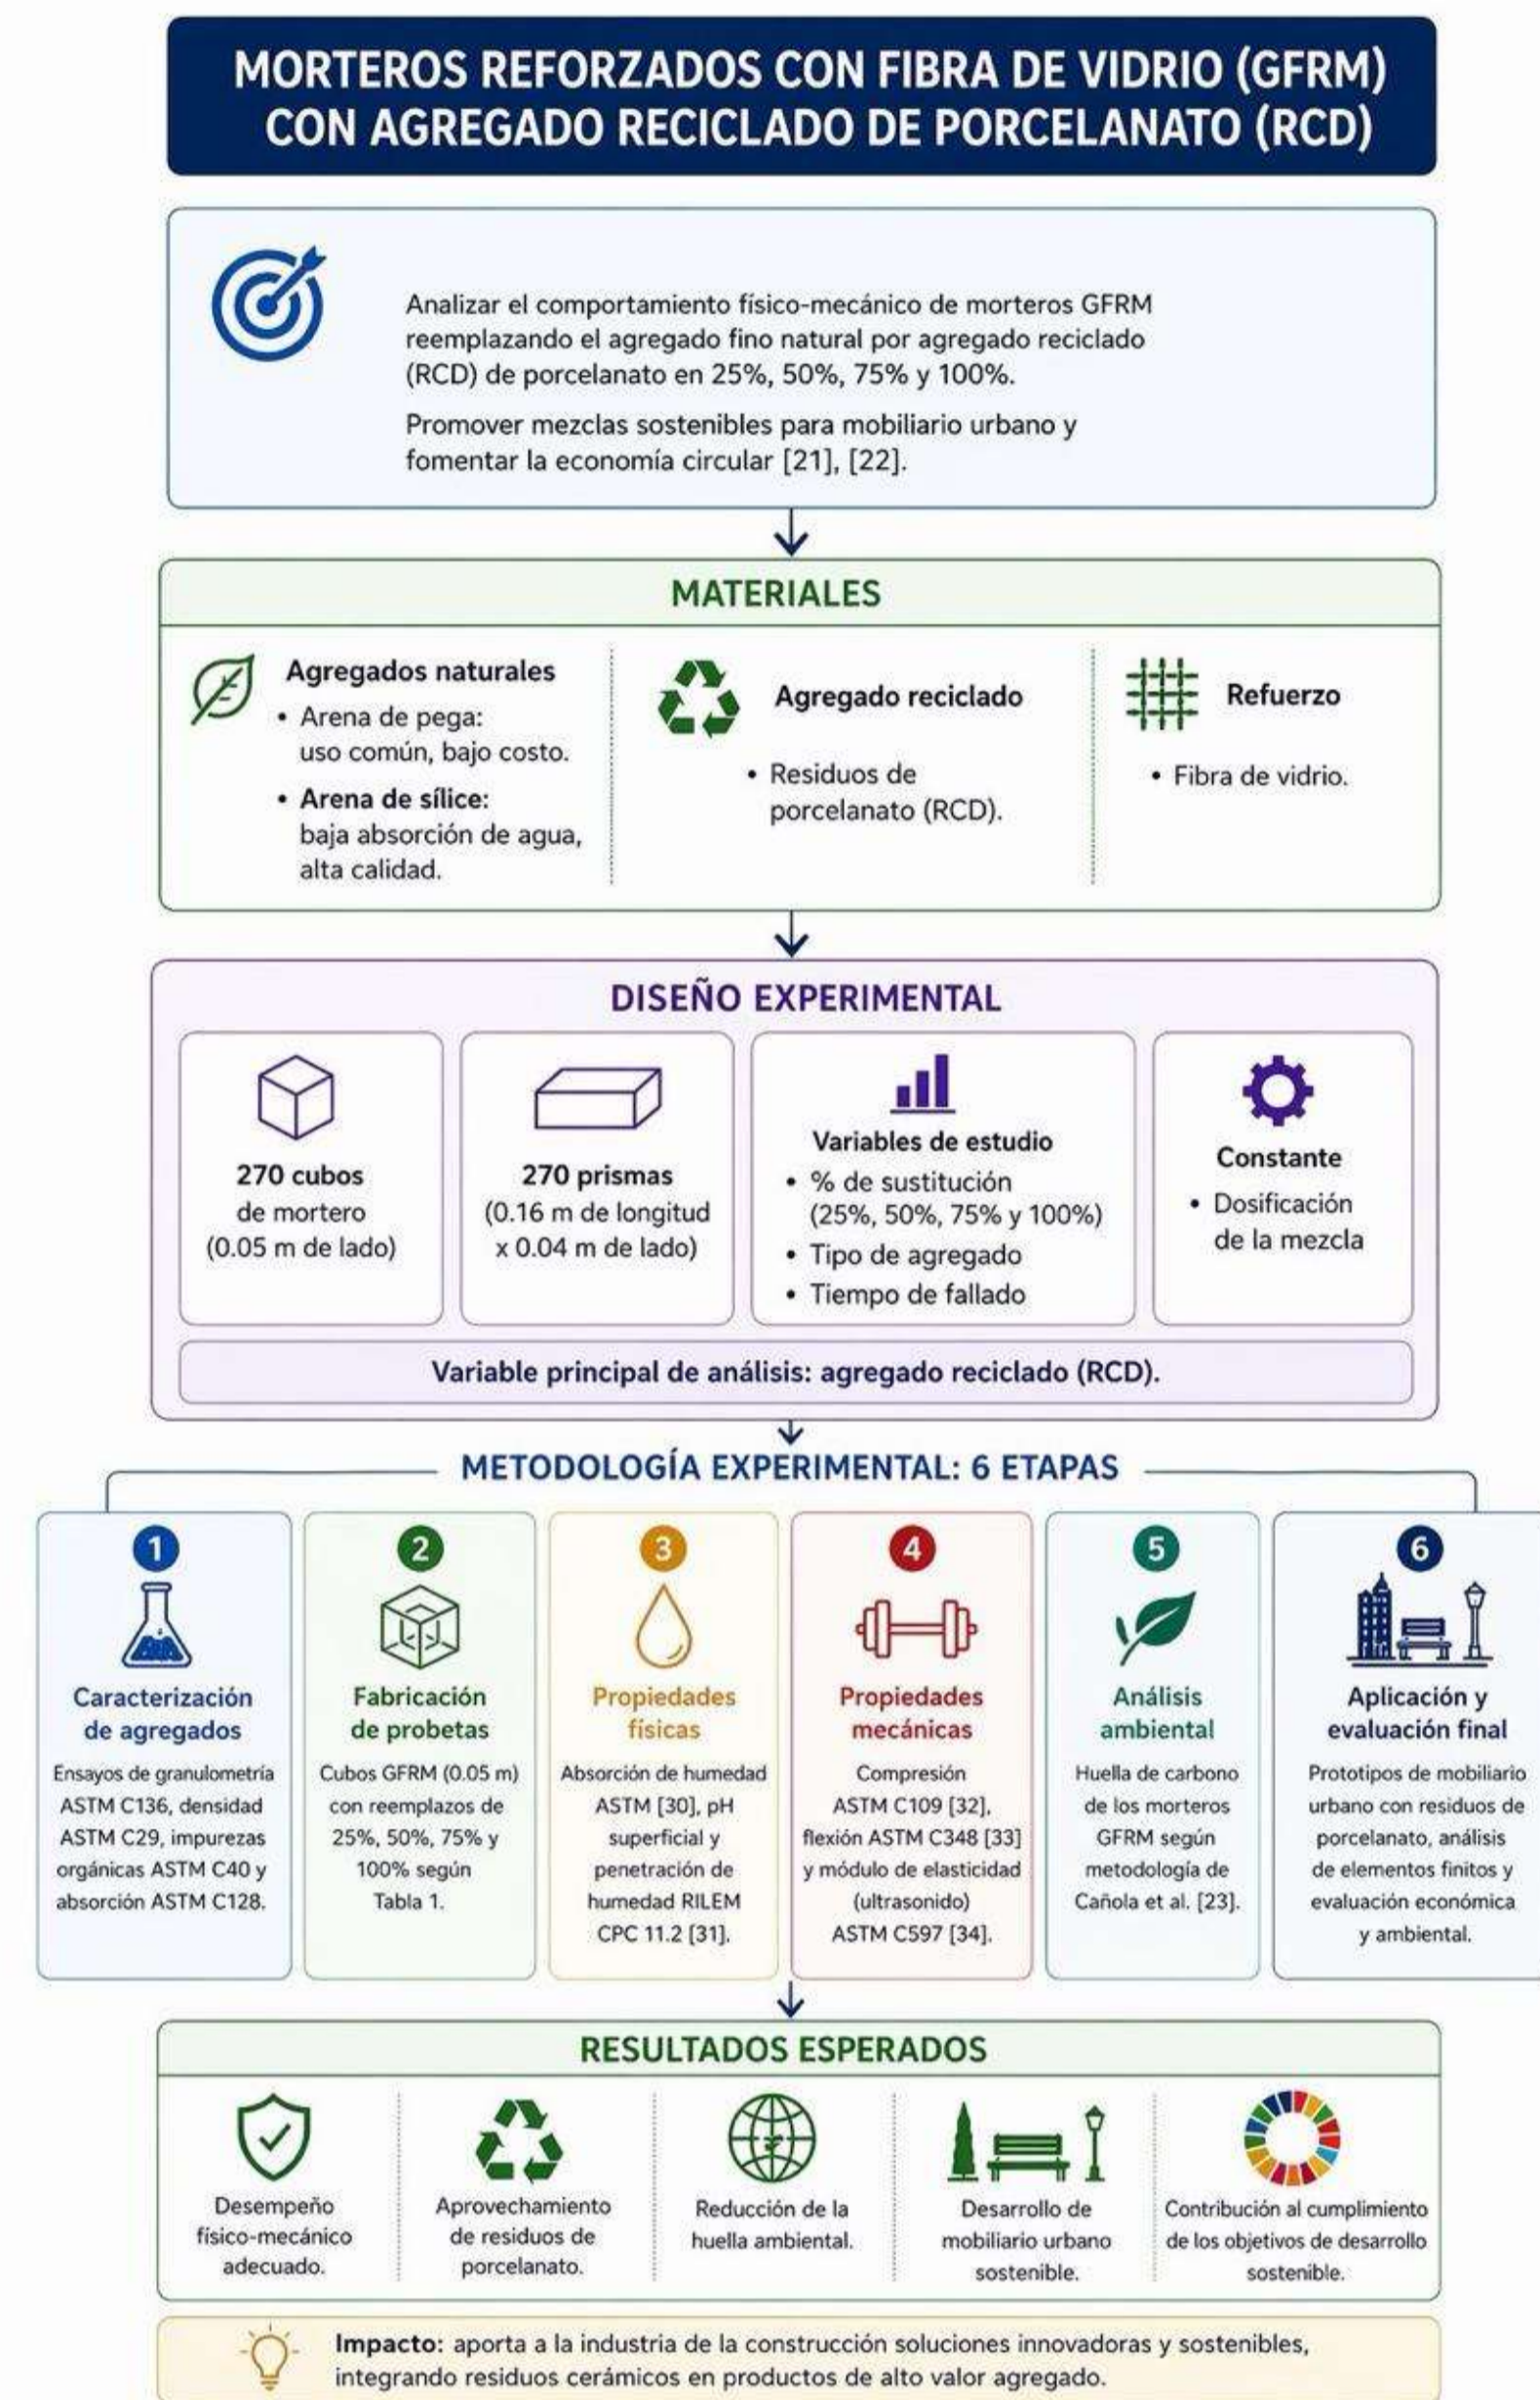 MORTEROS REFORZADOS CON FIBRA DE VIDRIO (GFRM)
CON AGREGADO RECICLADO DE PORCELANATO (RCD)
Analizar el comportamiento físico-mecánico de morteros GFRM
reemplazando el agregado fino natural por agregado reciclado
(RCD) de porcelanato en 25%, 50%, 75% y 100%.
Promover mezclas sostenibles para mobiliario urbano y
fomentar la economía circular [21], [22].
MATERIALES
Agregados naturales
• Arena de pega:
uso común, bajo costo.
• Arena de sílice:
baja absorción de agua,
alta calidad.
Agregado reciclado
• Residuos de
porcelanato (RCD).
Refuerzo
• Fibra de vidrio.
DISEÑO EXPERIMENTAL
270 cubos
de mortero
(0.05 m de lado)
270 prismas
(0.16 m de longitud
x 0.04 m de lado)
Variables de estudio
• % de sustitución
(25%, 50%, 75% y 100%)
• Tipo de agregado
• Tiempo de fallado
Constante
• Dosificación
de la mezcla
Variable principal de análisis: agregado reciclado (RCD).
METODOLOGÍA EXPERIMENTAL: 6 ETAPAS
1
Caracterización
de agregados
Ensayos de granulometría
ASTM C136, densidad
ASTM C29, impurezas
orgánicas ASTM C40 y
absorción ASTM C128.
2
Fabricación
de probetas
Cubos GFRM (0.05 m)
con reemplazos de
25%, 50%, 75% y
100% según
Tabla 1.
3
Propiedades
físicas
Absorción de humedad
ASTM [30], pH
superficial y
penetración de
humedad RILEM
CPC 11.2 [31].
4
Propiedades
mecánicas
Compresión
ASTM C109 [32],
flexión ASTM C348 [33]
y módulo de elasticidad
(ultrasonido)
ASTM C597 [34].
5
Análisis
ambiental
Huella de carbono
de los morteros
GFRM según
metodología de
Cañola et al. [23].
6
Aplicación y
evaluación final
Prototipos de mobiliario
urbano con residuos de
porcelanato, análisis
de elementos finitos y
evaluación económica
y ambiental.
RESULTADOS ESPERADOS
Desempeño
físico-mecánico
adecuado.
Aprovechamiento
de residuos de
porcelanato.
Reducción de la
huella ambiental.
Desarrollo de
mobiliario urbano
sostenible.
Contribución al cumplimiento
de los objetivos de desarrollo
sostenible.
Impacto: aporta a la industria de la construcción soluciones innovadoras y sostenibles,
integrando residuos cerámicos en productos de alto valor agregado.